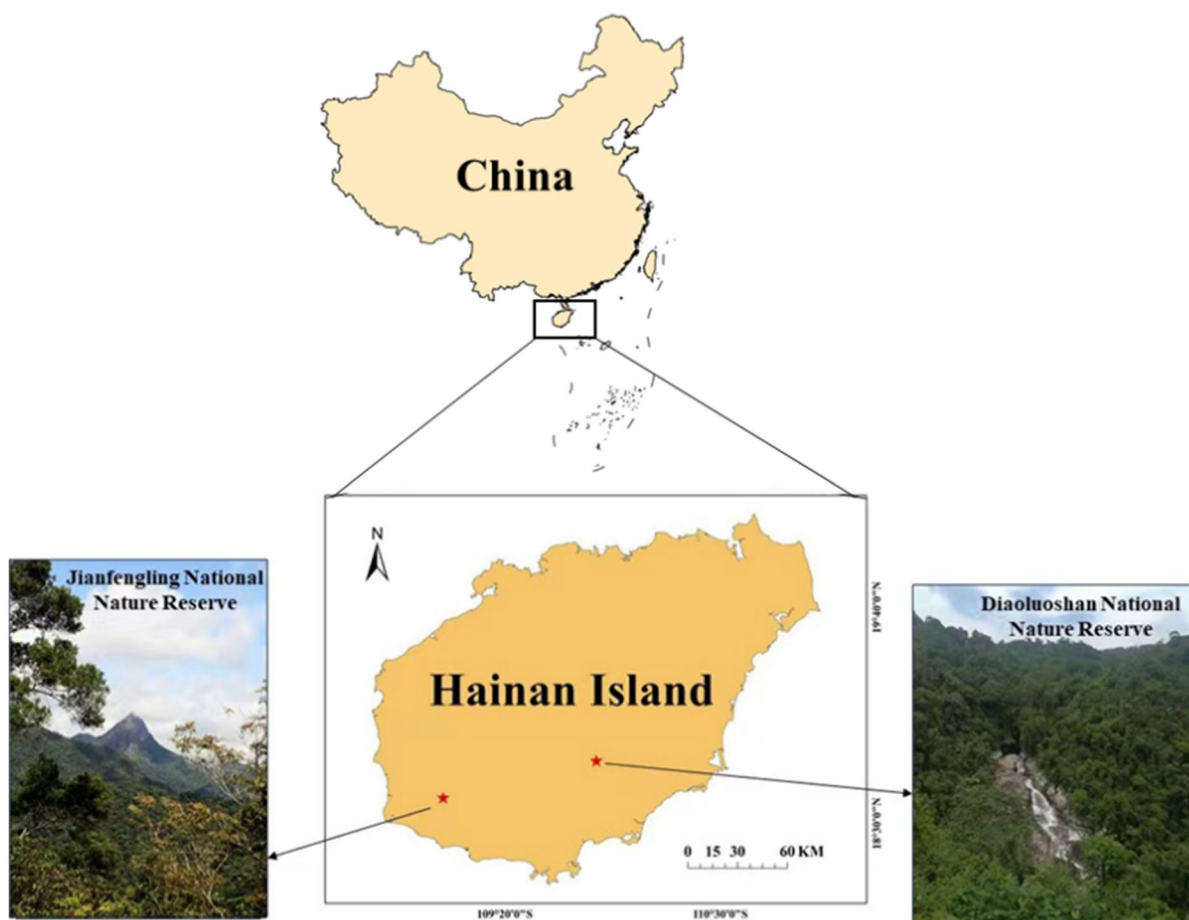 China
N
Jianfengling National
Nature Reserve
Diaoluoshan National
Nature Reserve
Hainan Island
19°40'0"N
18°30'0"N
0 15 30 60 KM
109°20'0"S
110°30'0"S